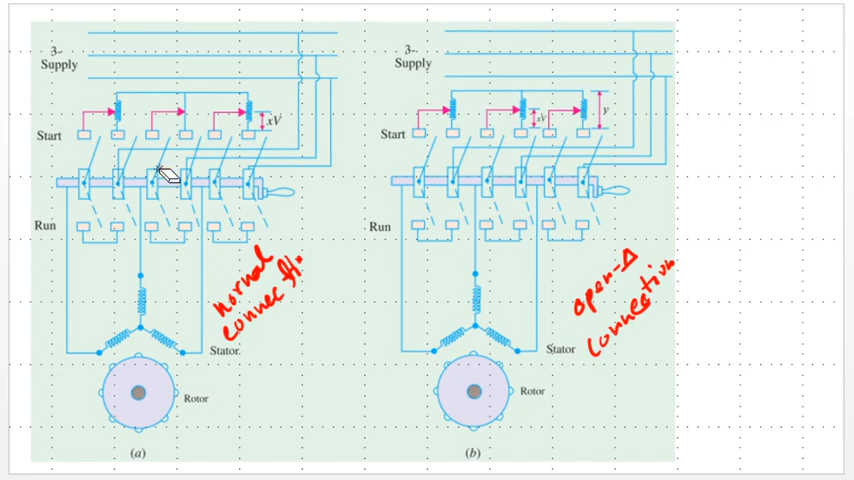 3-
Supply
xV
Start
Run
normal
connec
Stator.
Rotor
(a)
3-
Supply
xV
y
Start
Run
open-Δ
Connection
Stator
Rotor
(b)